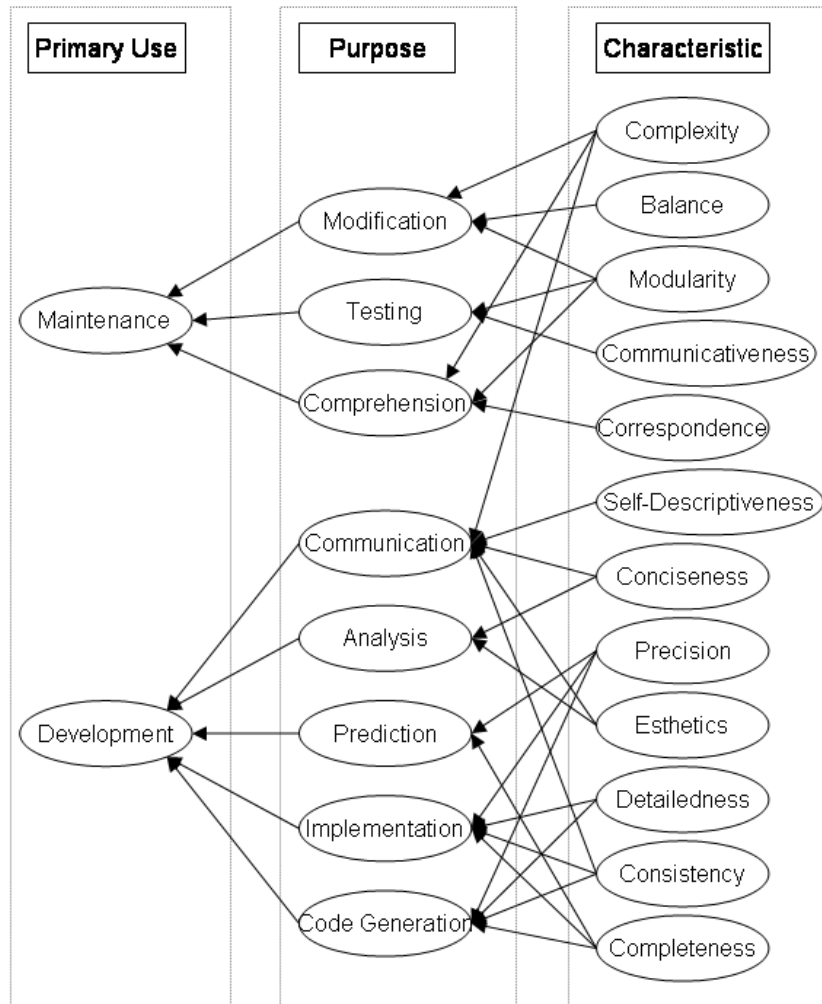 Primary Use
Purpose
Characteristic
Complexity
Balance
Modification
Modularity
Testing
Maintenance
Communicativeness
Comprehension
Correspondence
Self-Descriptiveness
Communication
Conciseness
Analysis
Precision
Esthetics
Development
Prediction
Detailedness
Implementation
Consistency
Code Generation
Completeness